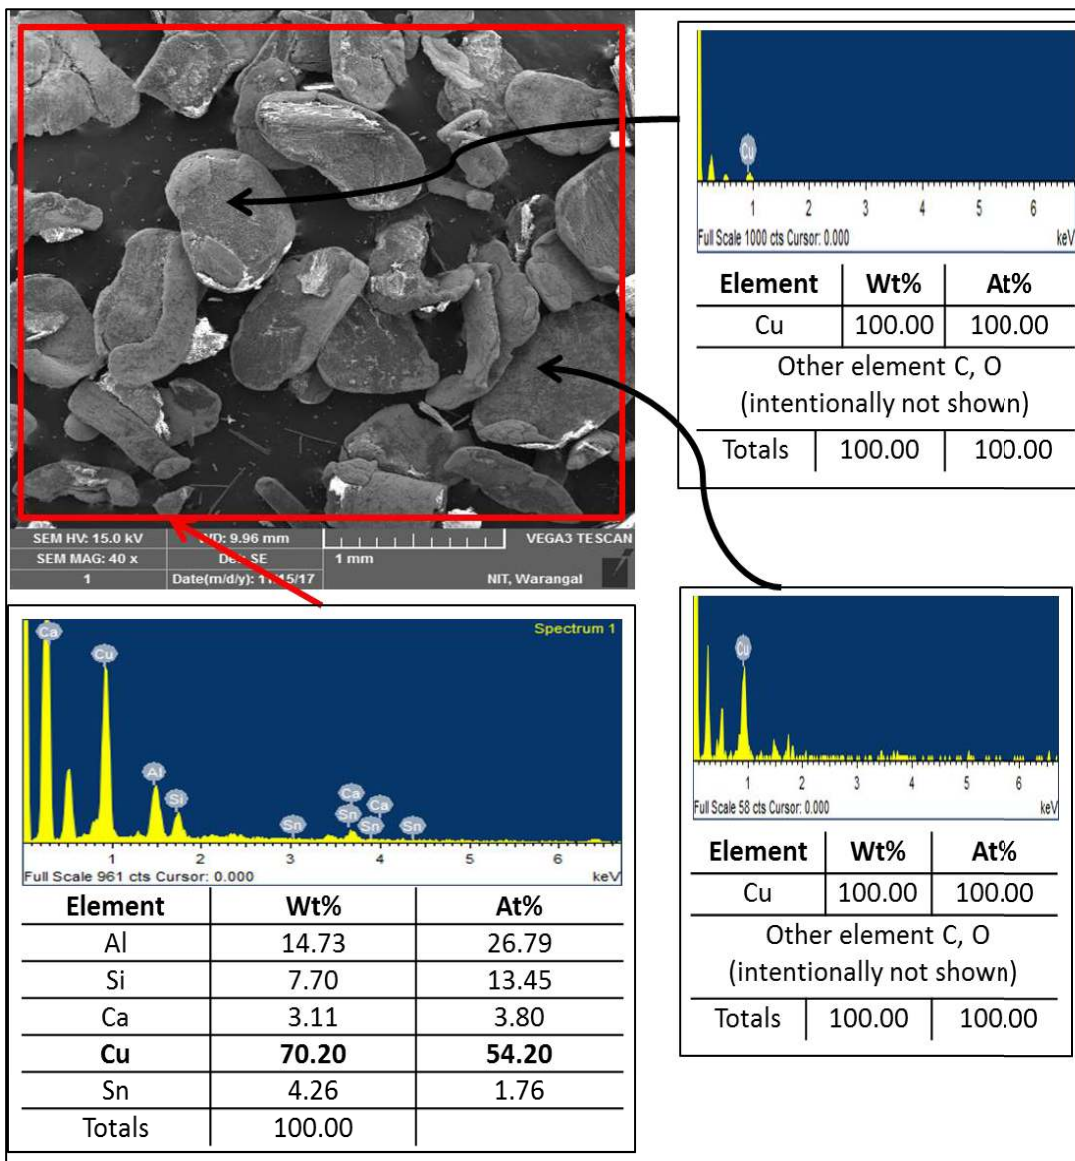 SEM HV: 15.0 kV
WD: 9.96 mm
VEGA3 TESCAN
SEM MAG: 40 x
Det: SE
1 mm
1
Date(m/d/y): 11/15/17
NIT, Warangal
Cu
1 2 3 4 5 6
Full Scale 1000 cts Cursor: 0.000 keV
Element Wt% At%
Cu 100.00 100.00
Other element C, O
(intentionally not shown)
Totals 100.00 100.00
Spectrum 1
Ca
Cu
Al
Si
Ca
Ca
Sn
Sn
Sn
Sn
1 2 3 4 5 6
Full Scale 961 cts Cursor: 0.000 keV
Element Wt% At%
Al 14.73 26.79
Si 7.70 13.45
Ca 3.11 3.80
Cu 70.20 54.20
Sn 4.26 1.76
Totals 100.00
Cu
1 2 3 4 5 6
Full Scale 58 cts Cursor: 0.000 keV
Element Wt% At%
Cu 100.00 100.00
Other element C, O
(intentionally not shown)
Totals 100.00 100.00